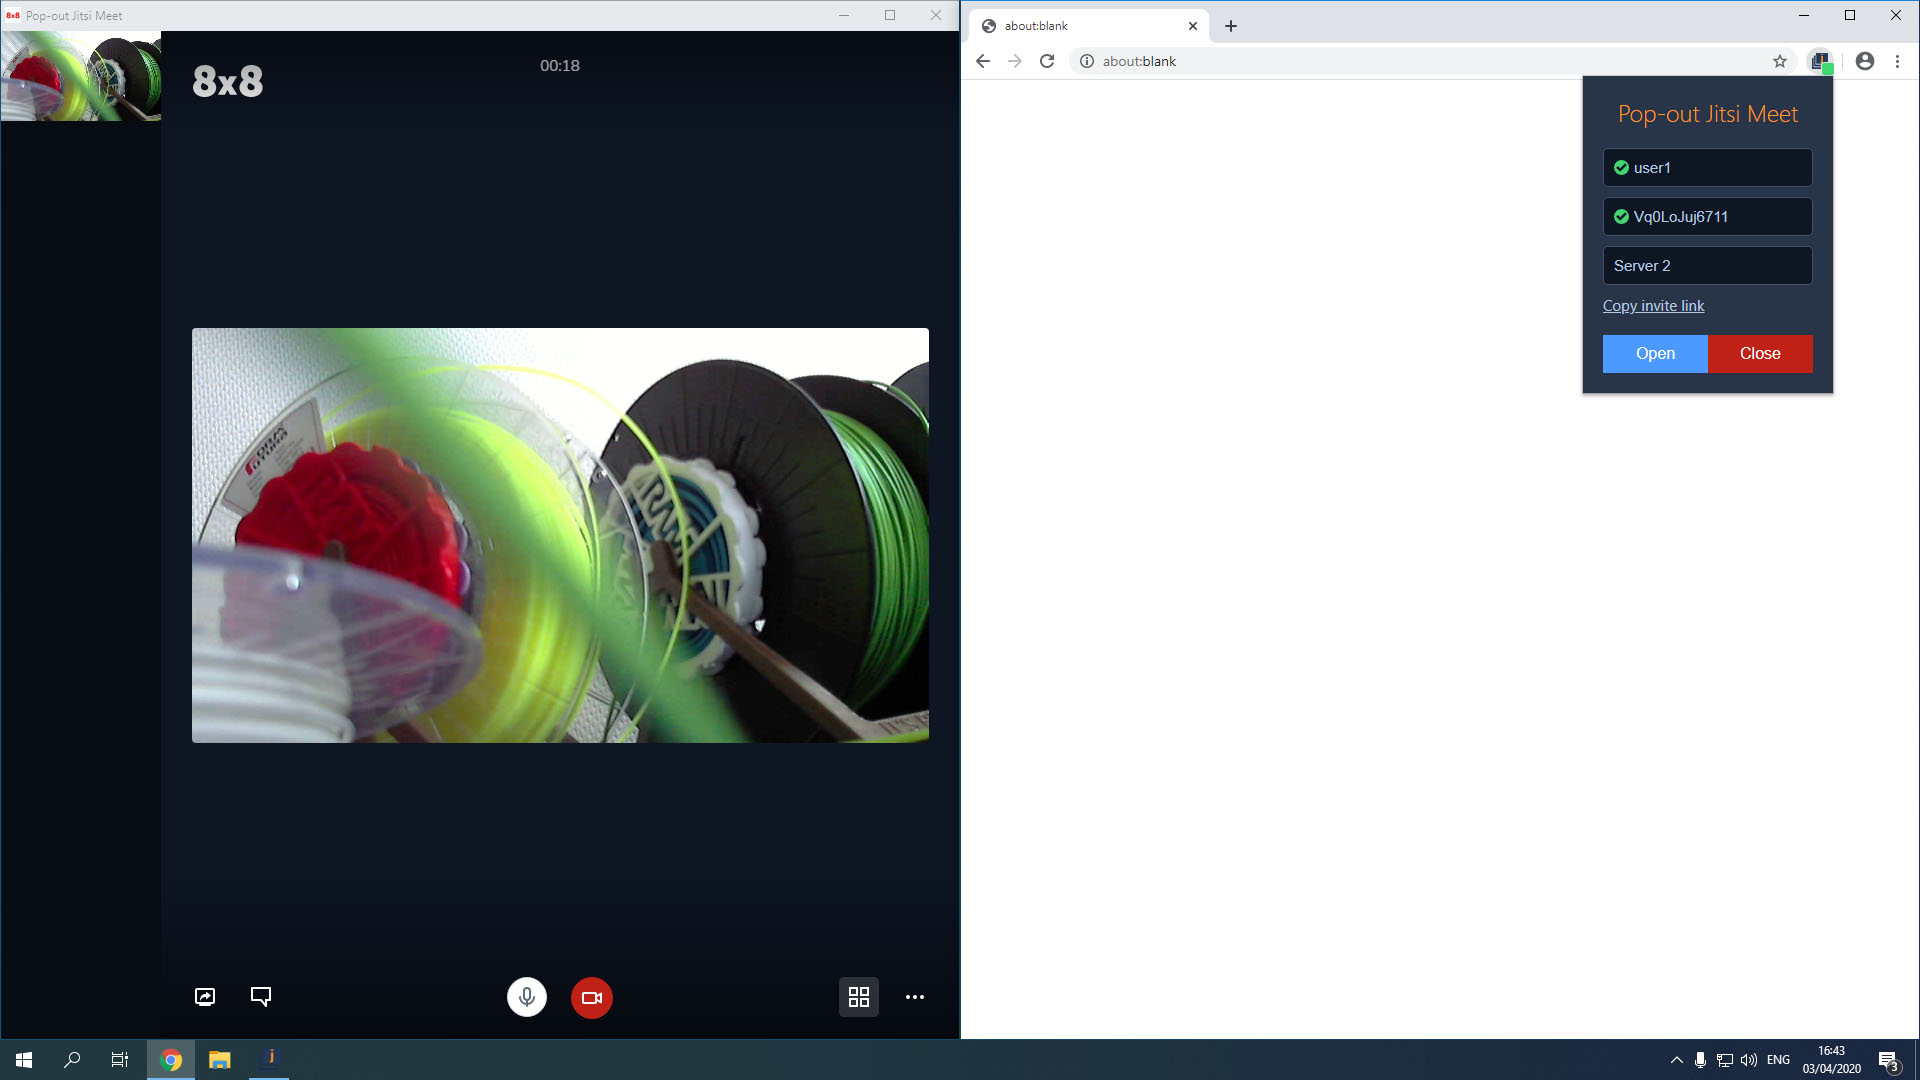 8x8 Pop-out Jitsi Meet
8x8
00:18
about:blank
about:blank
Pop-out Jitsi Meet
user1
Vq0LoJuj6711
Server 2
Copy invite link
Open Close
ENG
16:43
03/04/2020
3